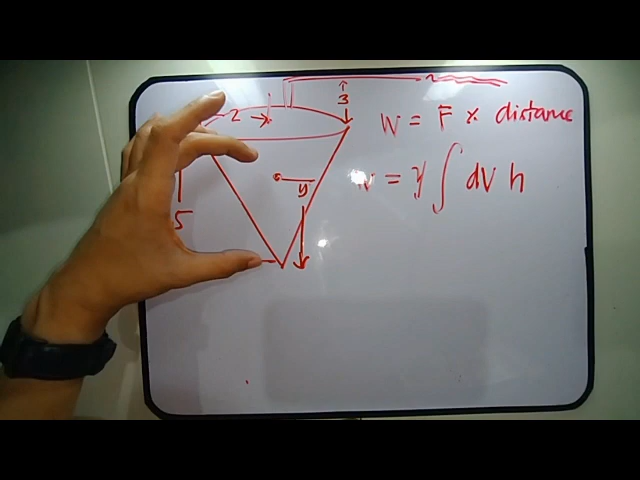 3
2
W = F x distance
y
= γ ∫ dV h
5